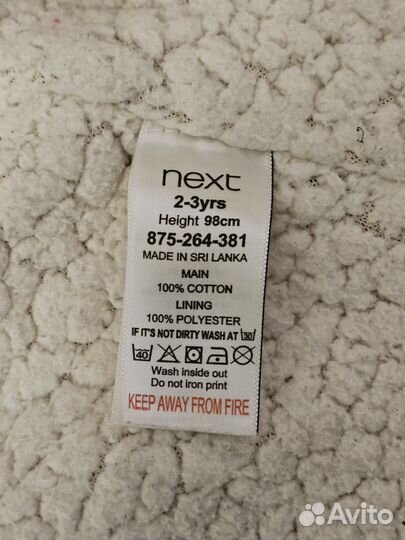 next
2-3yrs
Height 98cm
875-264-381
MADE IN SRI LANKA
MAIN
100% COTTON
LINING
100% POLYESTER
IF IT'S NOT DIRTY WASH AT 30
40
Wash inside out
Do not iron print
KEEP AWAY FROM FIRE
Avito